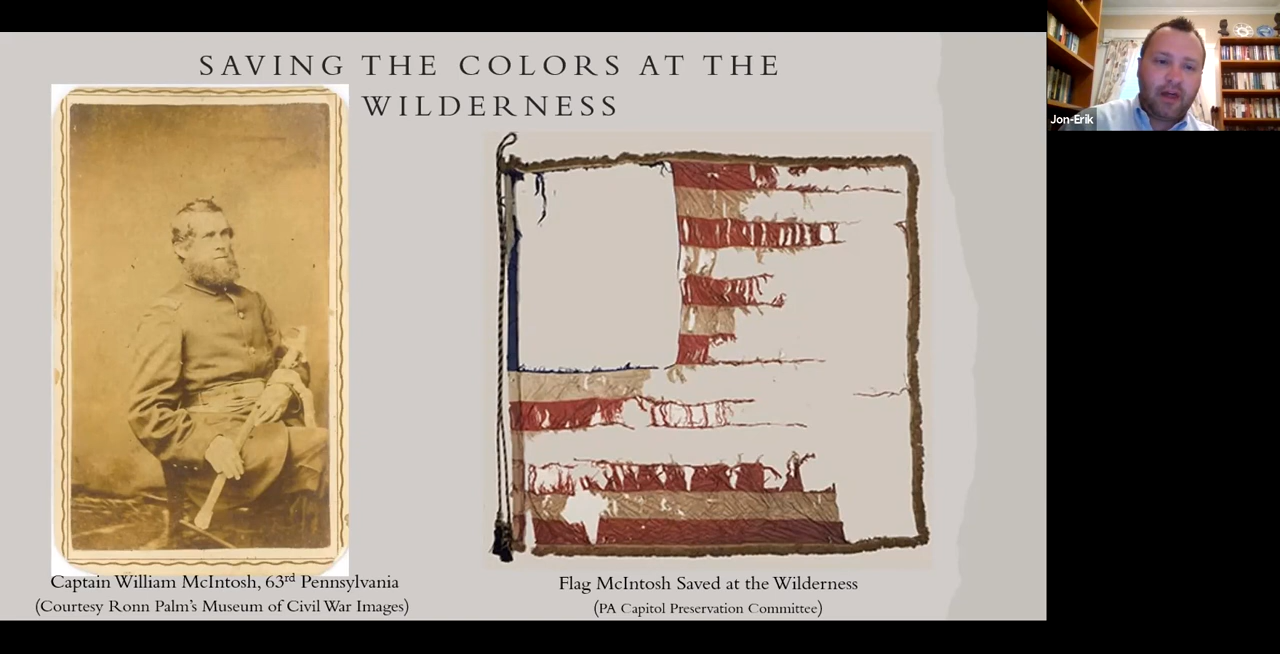 SAVING THE COLORS AT THE
WILDERNESS
Jon-Erik
Captain William McIntosh, 63rd Pennsylvania
(Courtesy Ronn Palm's Museum of Civil War Images)
Flag McIntosh Saved at the Wilderness
(PA Capitol Preservation Committee)